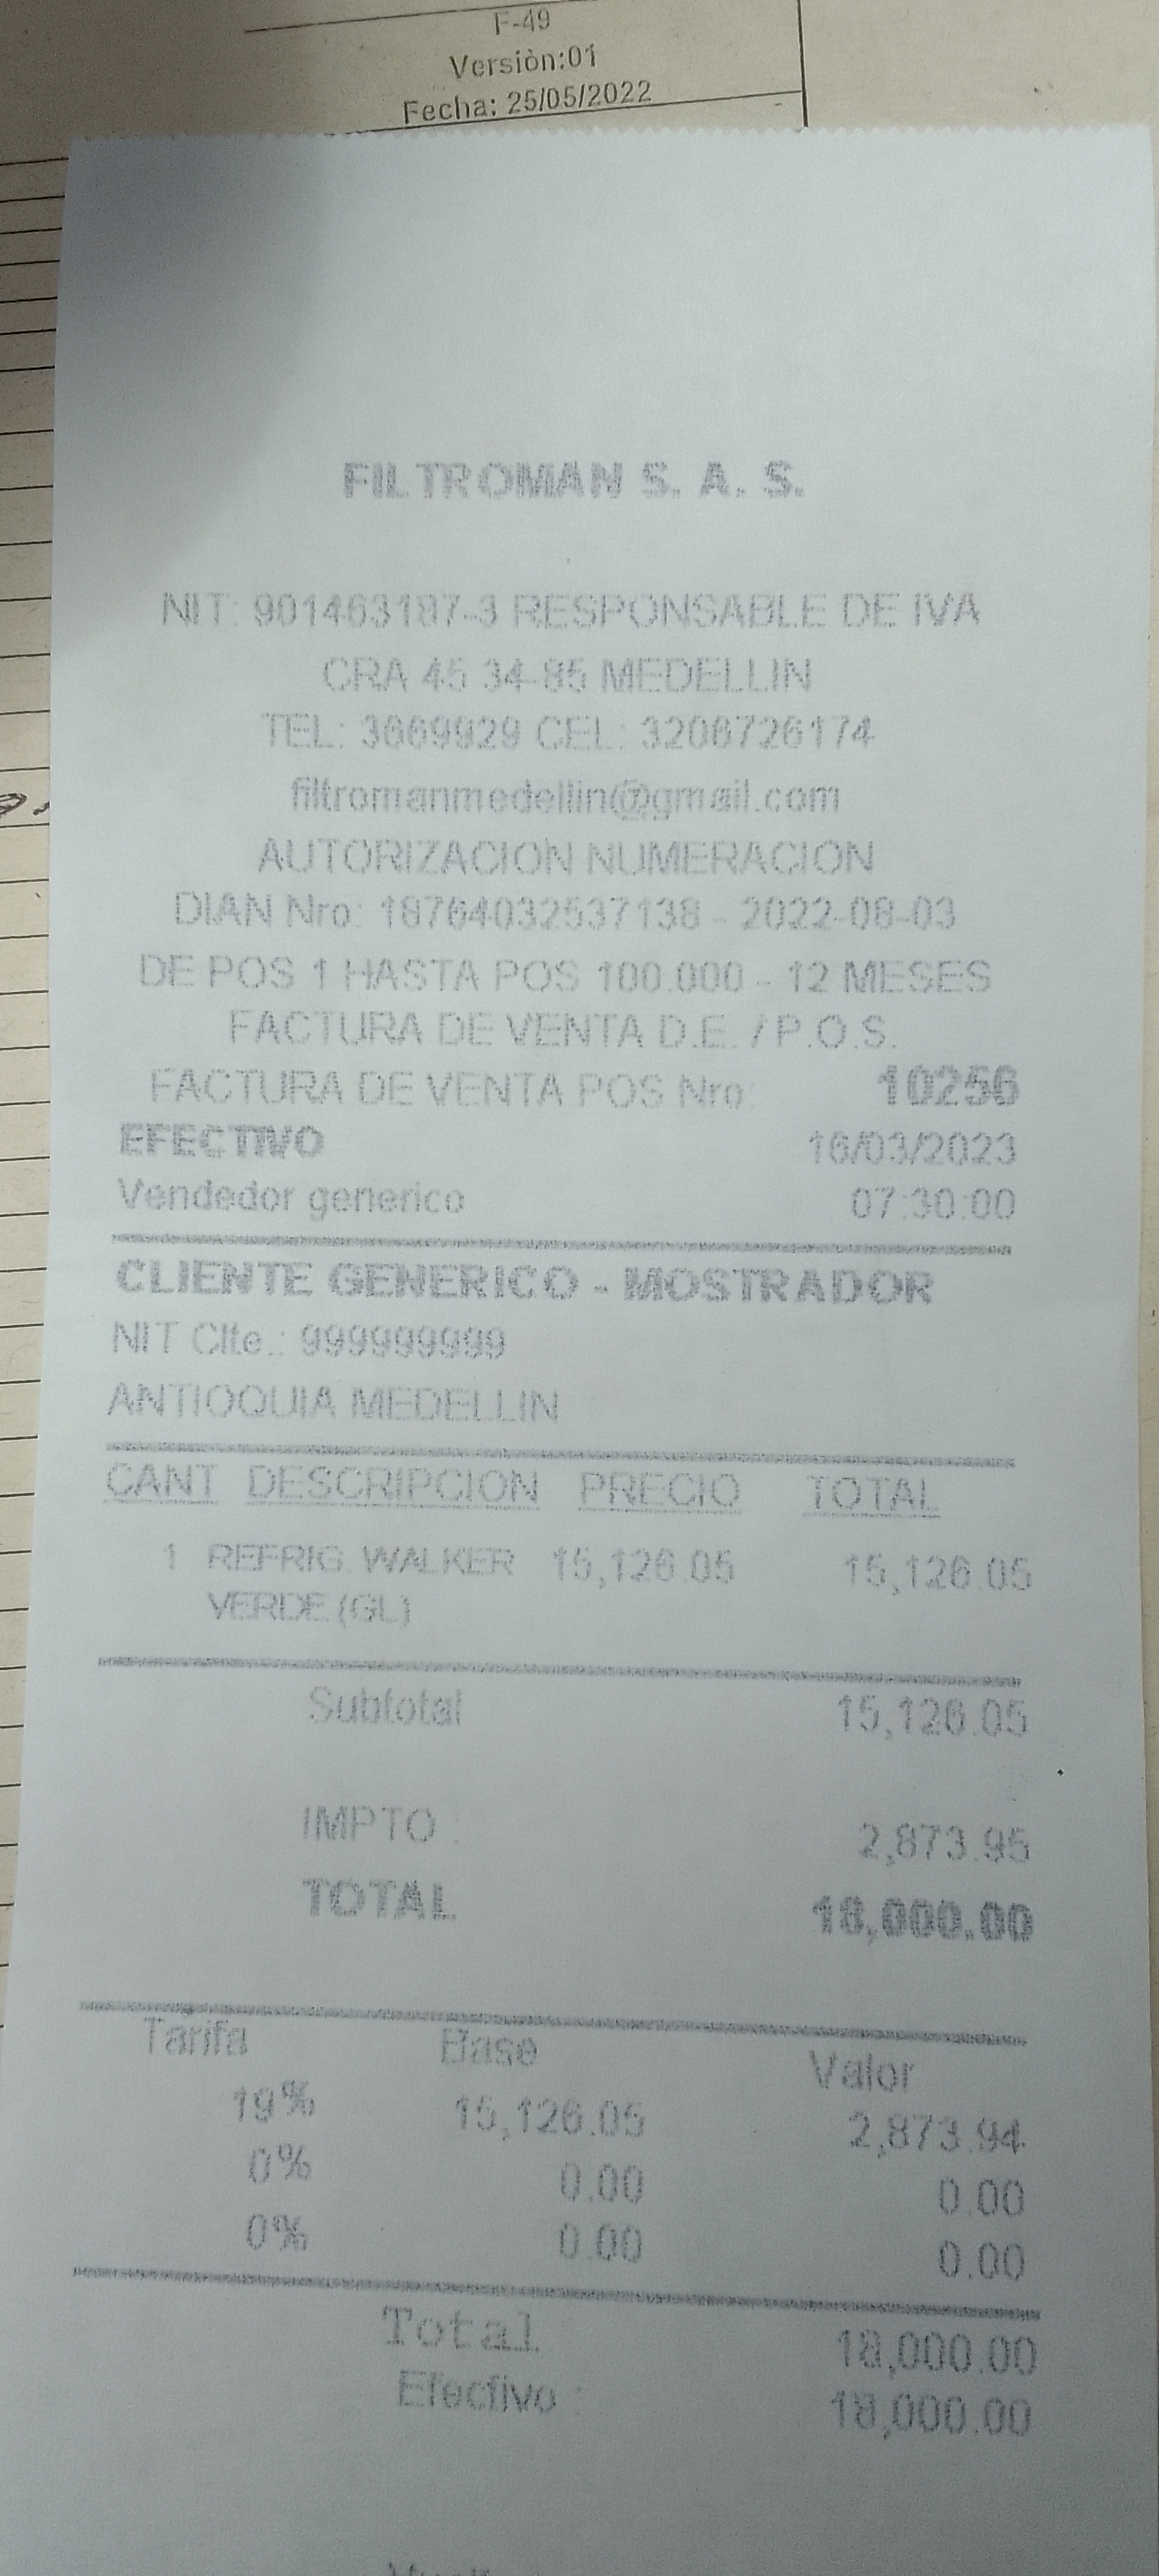 F-49
Versiòn:01
Fecha: 25/05/2022
FILTROMAN S. A. S.
NIT: 901463187-3 RESPONSABLE DE IVA
CRA 45 34-85 MEDELLIN
TEL: 3669929 CEL: 3206726174
filtromanmedellin@gmail.com
AUTORIZACION NUMERACION
DIAN Nro: 18764032537138 - 2022-08-03
DE POS 1 HASTA POS 100.000 - 12 MESES
FACTURA DE VENTA D.E. / P.O.S.
FACTURA DE VENTA POS Nro: 10256
EFECTIVO 16/03/2023
Vendedor generico 07:30:00
CLIENTE GENERICO - MOSTRADOR
NIT Clte.: 999999999
ANTIOQUIA MEDELLIN
CANT DESCRIPCION PRECIO TOTAL
1 REFRIG. WALKER 15,126.05 15,126.05
VERDE (GL)
Subtotal 15,126.05
IMPTO : 2,873.95
TOTAL 18,000.00
Tarifa Base Valor
19% 15,126.05 2,873.94
0% 0.00 0.00
0% 0.00 0.00
Total 18,000.00
Efectivo : 18,000.00